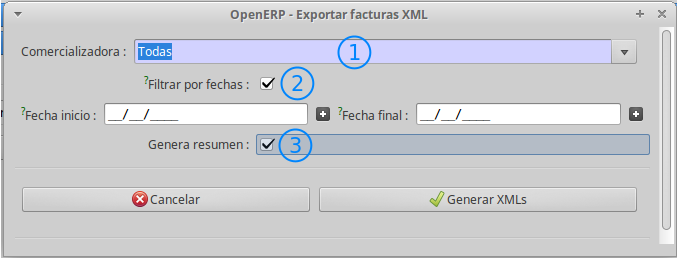 OpenERP - Exportar facturas XML
Comercializadora : Todas 1
?Filtrar por fechas : 2
?Fecha inicio : __/__/____ ?Fecha final : __/__/____
Genera resumen : 3
Cancelar Generar XMLs